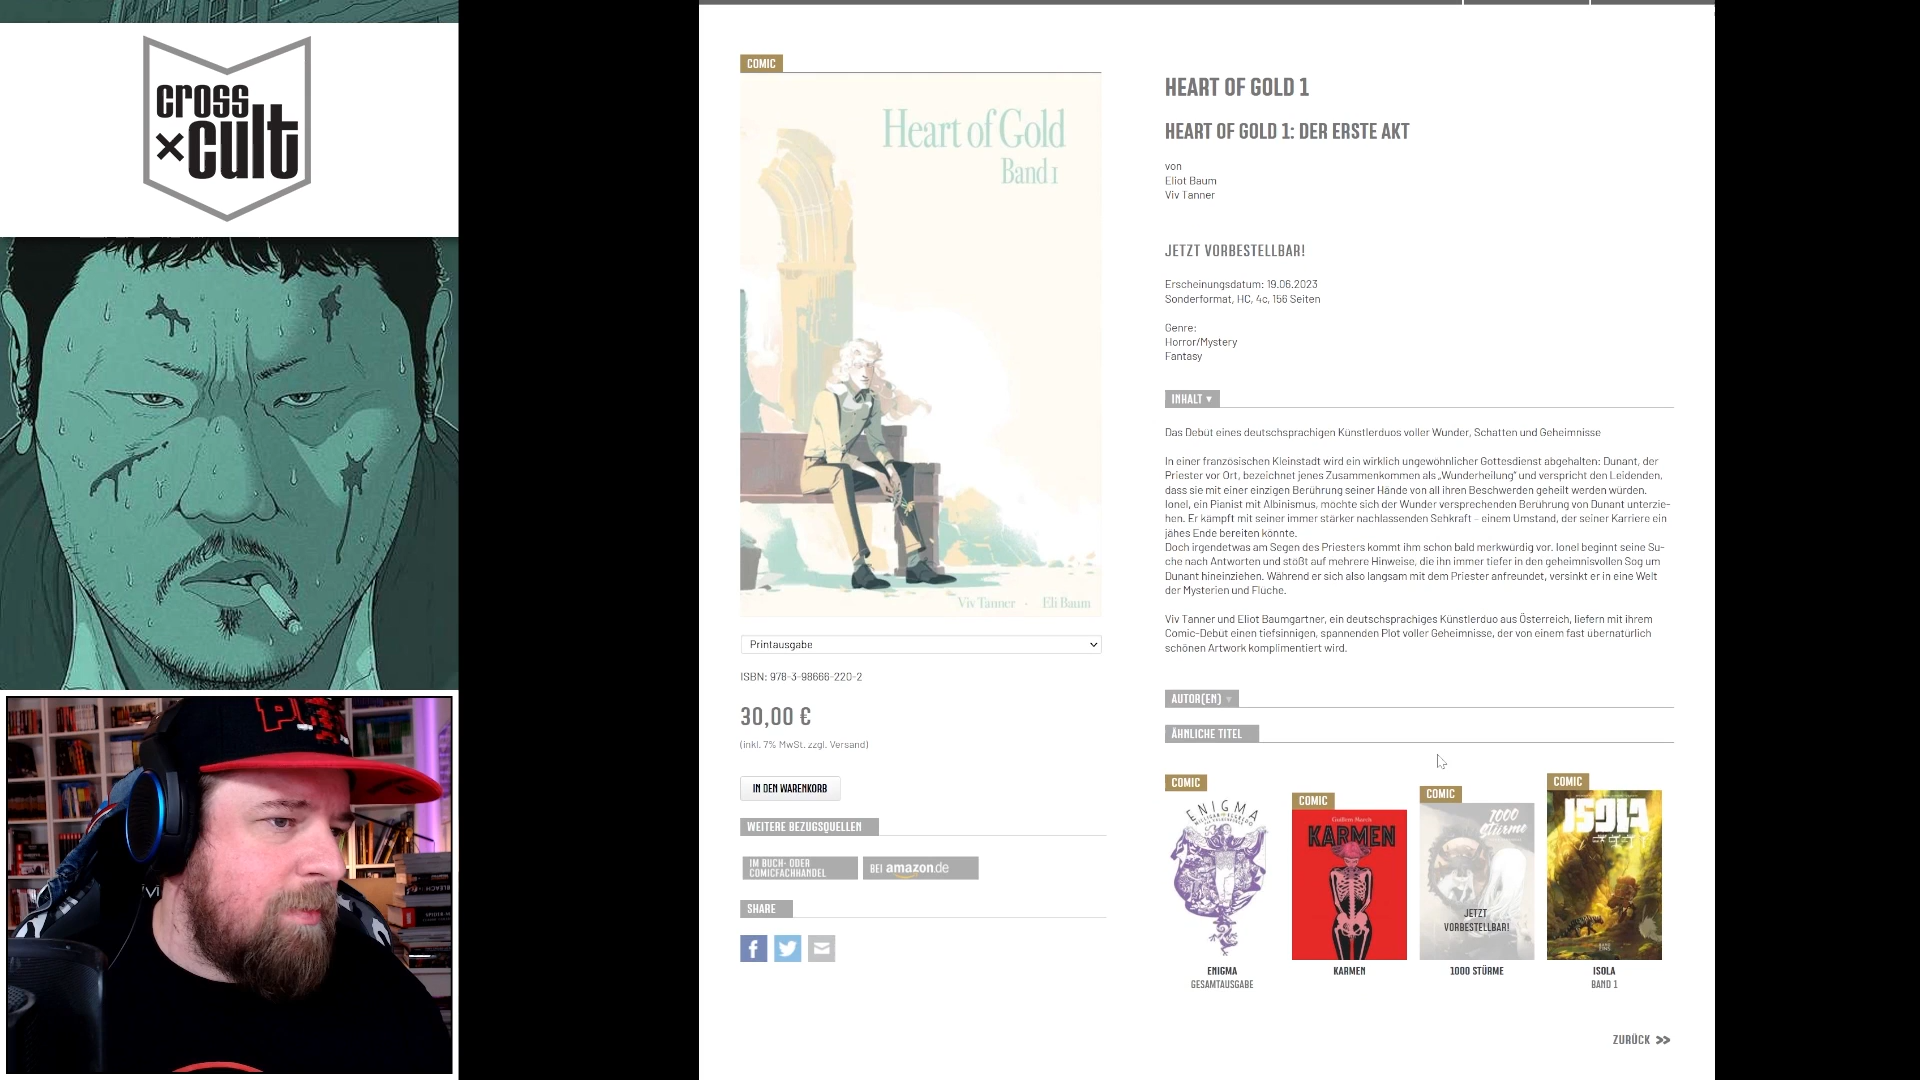 cross
×cult
COMIC
Heart of Gold
Band 1
Viv Tanner · Eli Baum
Printausgabe
ISBN: 978-3-98666-220-2
30,00 €
(inkl. 7% MwSt. zzgl. Versand)
IN DEN WARENKORB
WEITERE BEZUGSQUELLEN
IM BUCH- ODER
COMICFACHHANDEL
BEI amazon.de
SHARE
HEART OF GOLD 1
HEART OF GOLD 1: DER ERSTE AKT
von
Eliot Baum
Viv Tanner
JETZT VORBESTELLBAR!
Erscheinungsdatum: 19.06.2023
Sonderformat, HC, 4c, 156 Seiten
Genre:
Horror/Mystery
Fantasy
INHALT ▾
Das Debüt eines deutschsprachigen Künstlerduos voller Wunder, Schatten und Geheimnisse
In einer französischen Kleinstadt wird ein wirklich ungewöhnlicher Gottesdienst abgehalten: Dunant, der
Priester vor Ort, bezeichnet jenes Zusammenkommen als „Wunderheilung“ und verspricht den Leidenden,
dass sie mit einer einzigen Berührung seiner Hände von all ihren Beschwerden geheilt werden würden.
Ionel, ein Pianist mit Albinismus, möchte sich der Wunder versprechenden Berührung von Dunant unterzie-
hen. Er kämpft mit seiner immer stärker nachlassenden Sehkraft – einem Umstand, der seiner Karriere ein
jähes Ende bereiten könnte.
Doch irgendetwas am Segen des Priesters kommt ihm schon bald merkwürdig vor. Ionel beginnt seine Su-
che nach Antworten und stößt auf mehrere Hinweise, die ihn immer tiefer in den geheimnisvollen Sog um
Dunant hineinziehen. Während er sich also langsam mit dem Priester anfreundet, versinkt er in eine Welt
der Mysterien und Flüche.
Viv Tanner und Eliot Baumgartner, ein deutschsprachiges Künstlerduo aus Österreich, liefern mit ihrem
Comic-Debüt einen tiefsinnigen, spannenden Plot voller Geheimnisse, der von einem fast übernatürlich
schönen Artwork komplimentiert wird.
AUTOR(EN) ▾
ÄHNLICHE TITEL
COMIC
ENIGMA
ENIGMA
GESAMTAUSGABE
COMIC
Guillem March
KARMEN
KARMEN
COMIC
1000
Stürme
JETZT
VORBESTELLBAR!
1000 STÜRME
COMIC
ISOLA
ISOLA
BAND 1
ZURÜCK >>
BLEACH